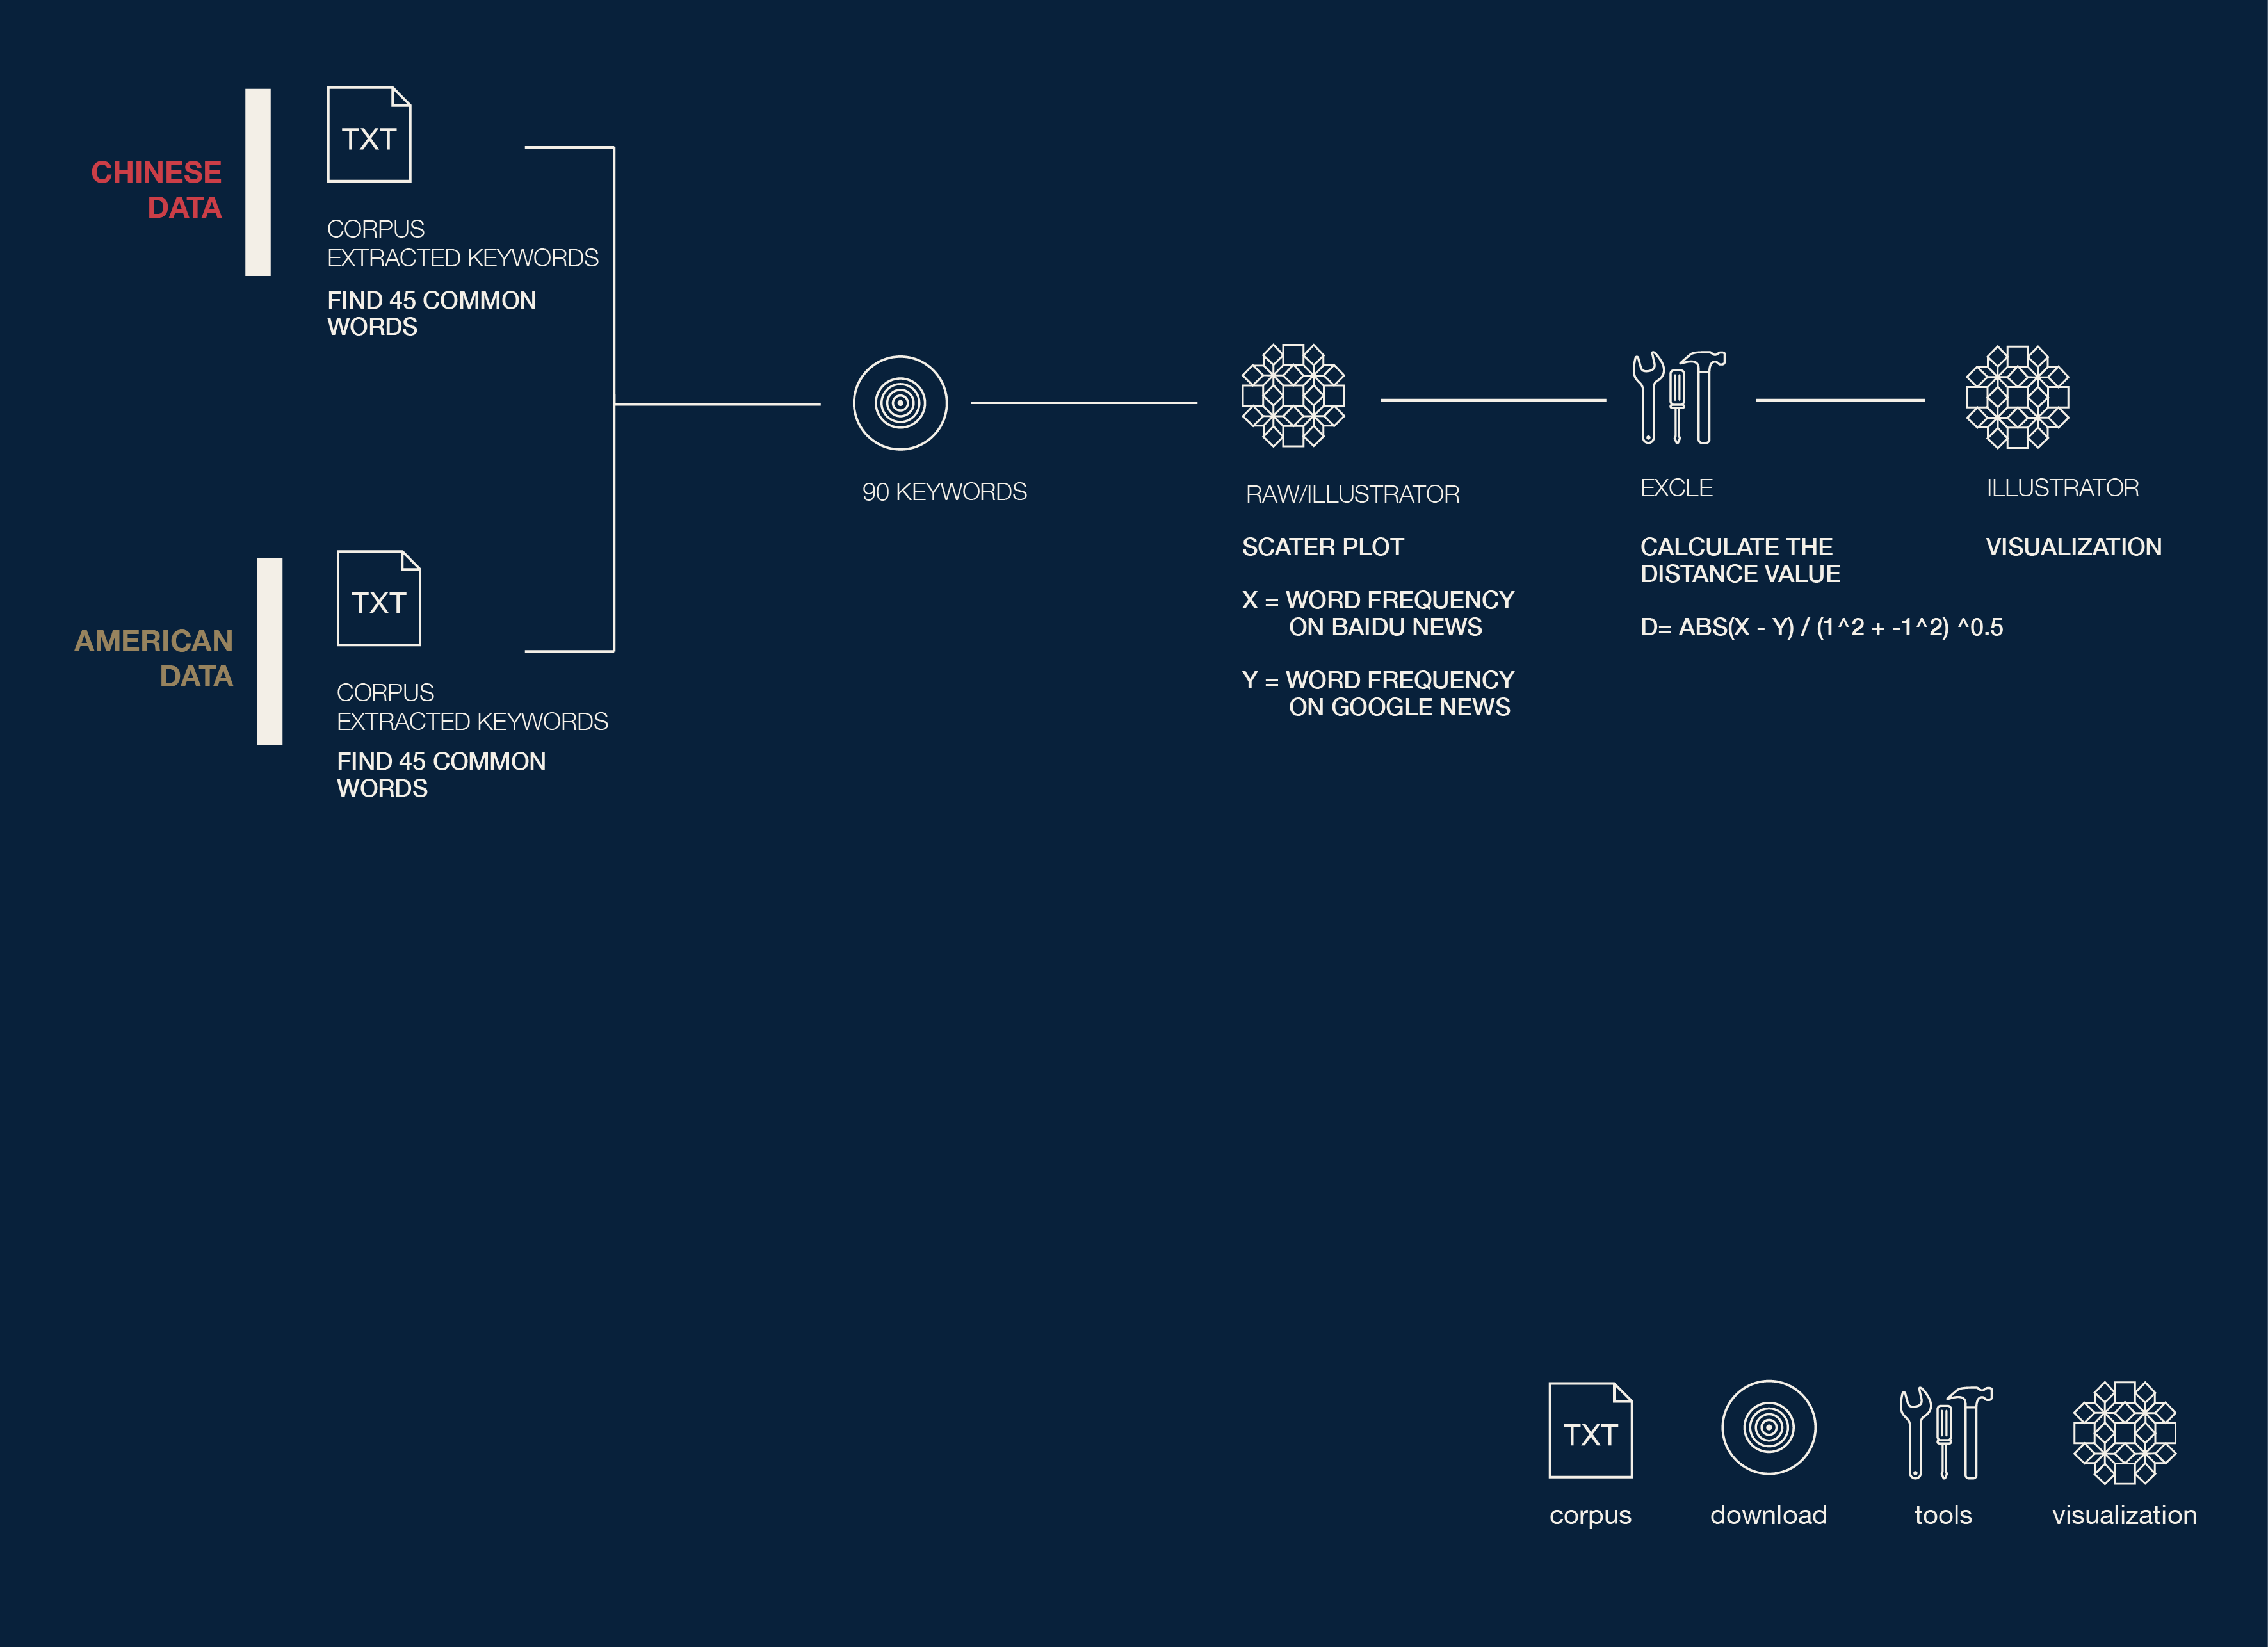 CHINESE
DATA
TXT
CORPUS
EXTRACTED KEYWORDS
FIND 45 COMMON
WORDS
AMERICAN
DATA
TXT
CORPUS
EXTRACTED KEYWORDS
FIND 45 COMMON
WORDS
90 KEYWORDS
RAW/ILLUSTRATOR
SCATER PLOT
X = WORD FREQUENCY
ON BAIDU NEWS
Y = WORD FREQUENCY
ON GOOGLE NEWS
EXCLE
CALCULATE THE
DISTANCE VALUE
D= ABS(X - Y) / (1^2 + -1^2) ^0.5
ILLUSTRATOR
VISUALIZATION
TXT
corpus
download
tools
visualization